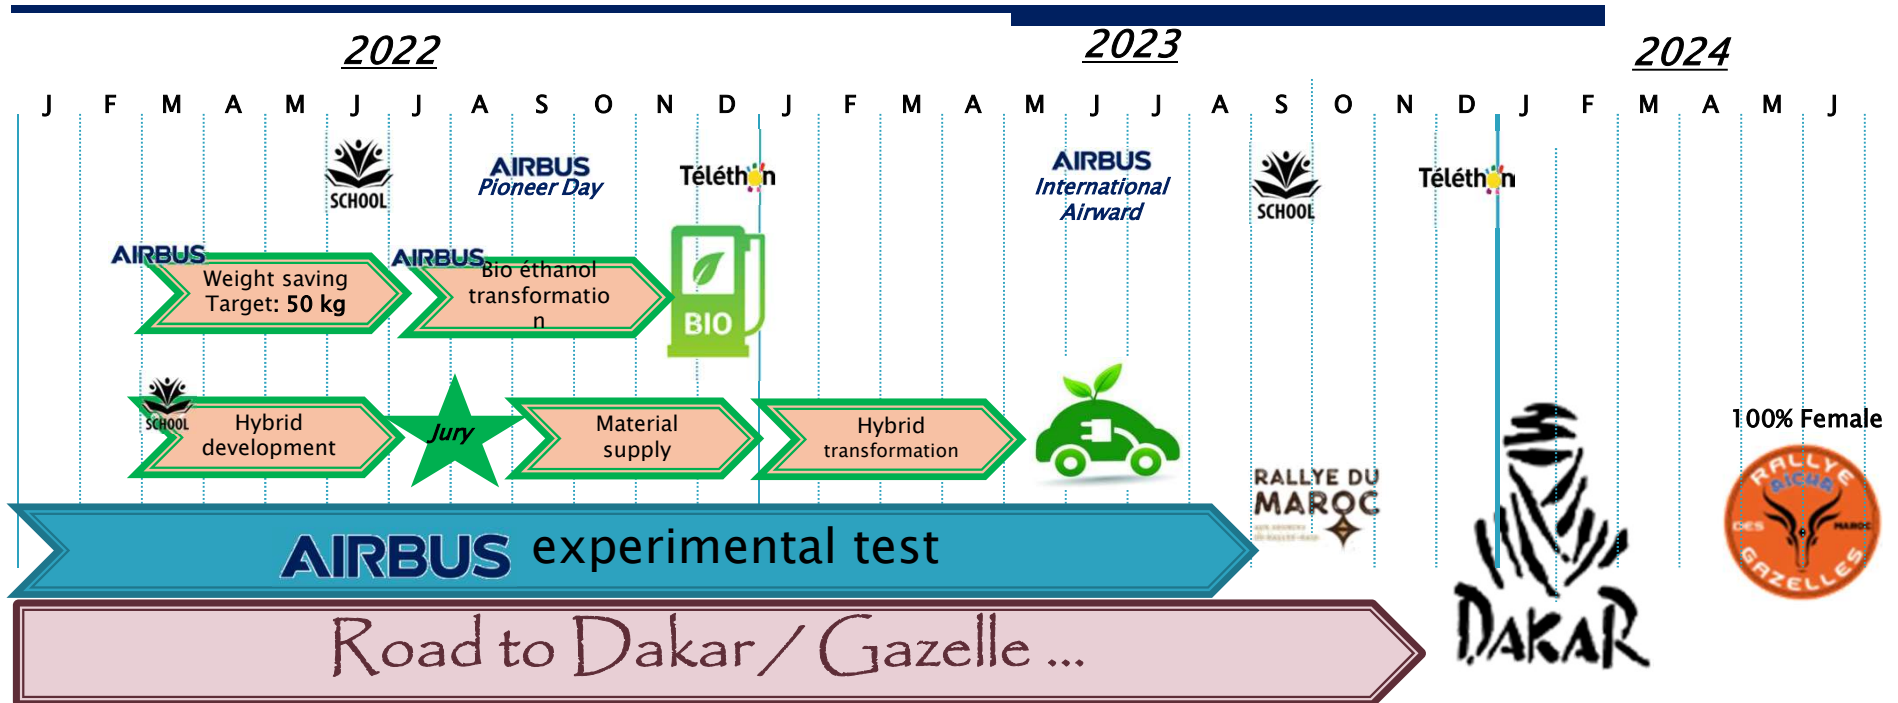 2022
2023
2024
J F M A M J J A S O N D J F M A M J J A S O N D J F M A M J
SCHOOL
AIRBUS
Pioneer Day
Téléthon
AIRBUS
International
Airward
SCHOOL
Téléthon
AIRBUS
Weight saving
Target: 50 kg
AIRBUS
Bio éthanol
transformatio
n
BIO
SCHOOL
Hybrid
development
Jury
Material
supply
Hybrid
transformation
RALLYE DU
MAROC
100% Female
RALLYE
AICHA
DES
MAROC
GAZELLES
DAKAR
AIRBUS experimental test
Road to Dakar / Gazelle ...